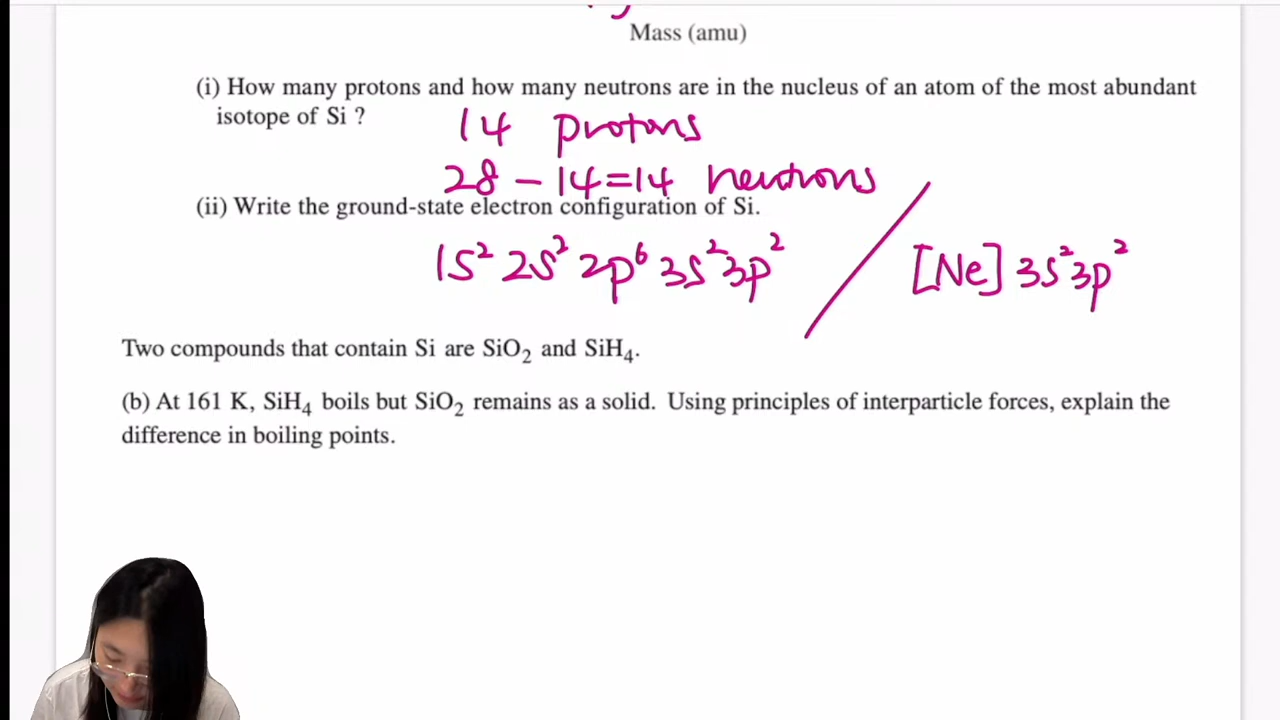 Mass (amu)
(i) How many protons and how many neutrons are in the nucleus of an atom of the most abundant
isotope of Si ?
14 protons
28 - 14 = 14 neutrons
(ii) Write the ground-state electron configuration of Si.
1s² 2s² 2p⁶ 3s² 3p² / [Ne] 3s² 3p²
Two compounds that contain Si are SiO₂ and SiH₄.
(b) At 161 K, SiH₄ boils but SiO₂ remains as a solid. Using principles of interparticle forces, explain the
difference in boiling points.